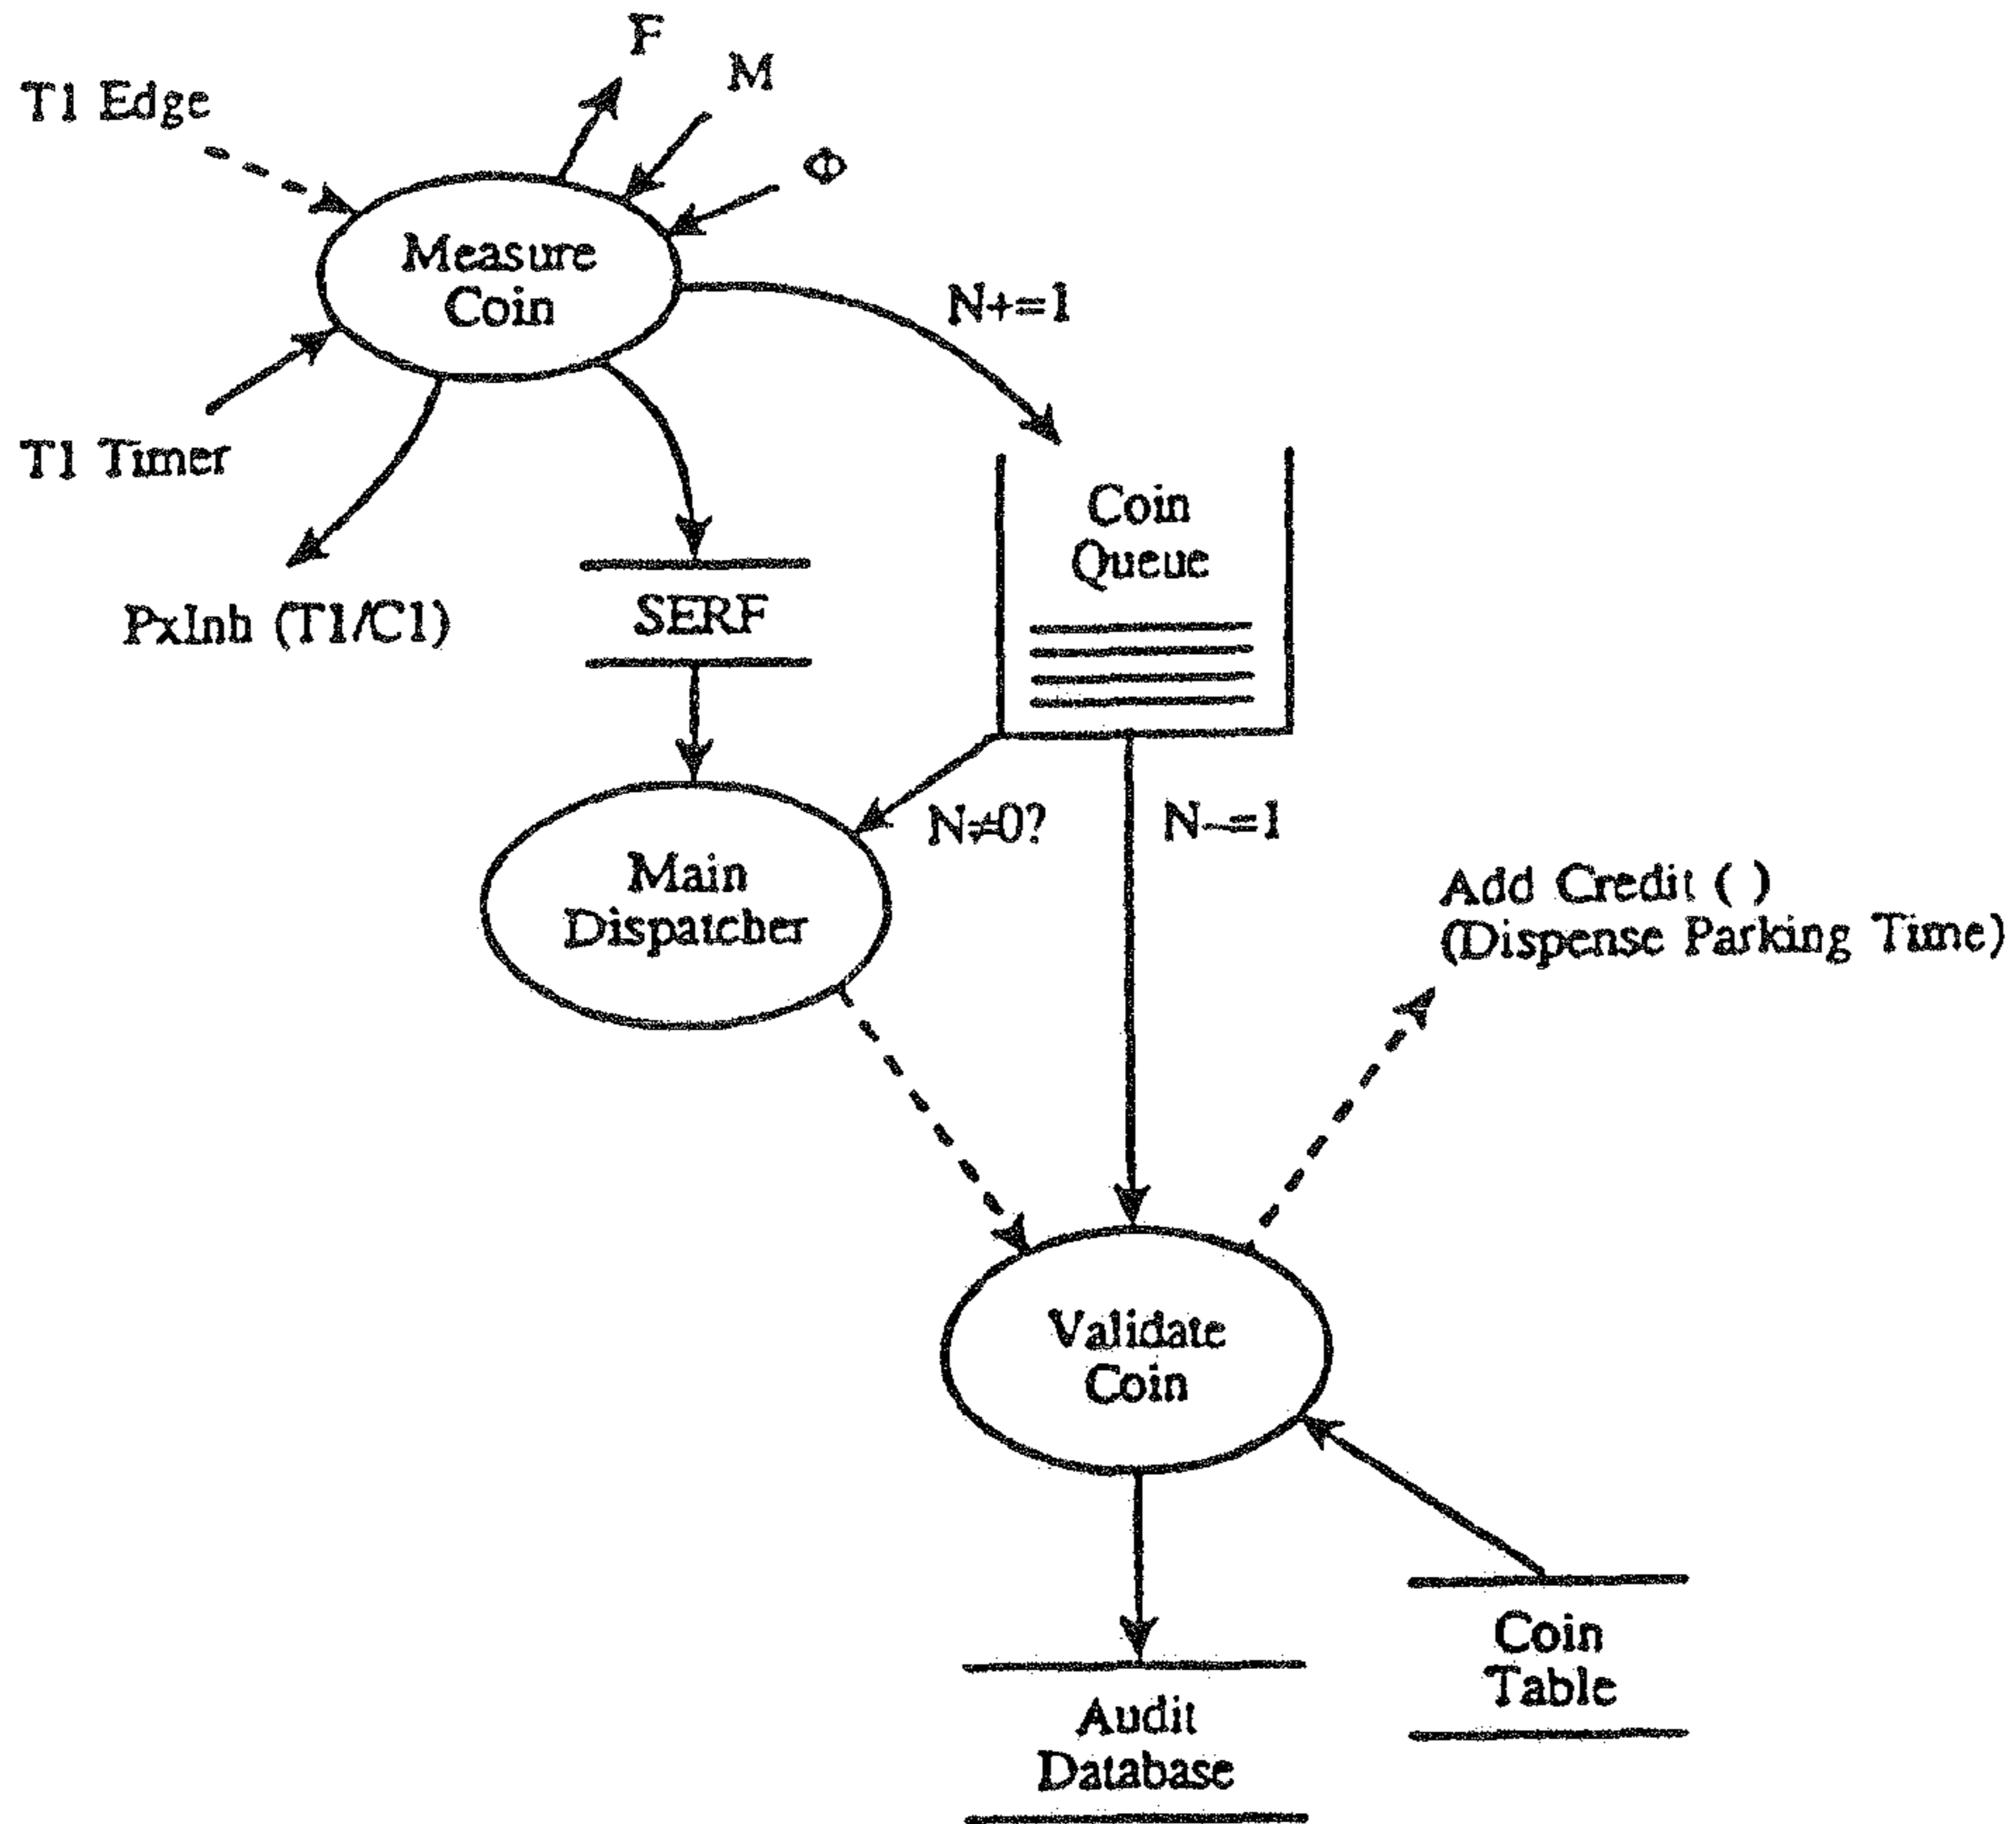 F
M
T1 Edge
Φ
Measure
Coin
N+=1
T1 Timer
Coin
Queue
PxInh (T1/C1)
SERF
N≠0?
N-=1
Main
Dispatcher
Add Credit ( )
(Dispense Parking Time)
Validate
Coin
Coin
Table
Audit
Database